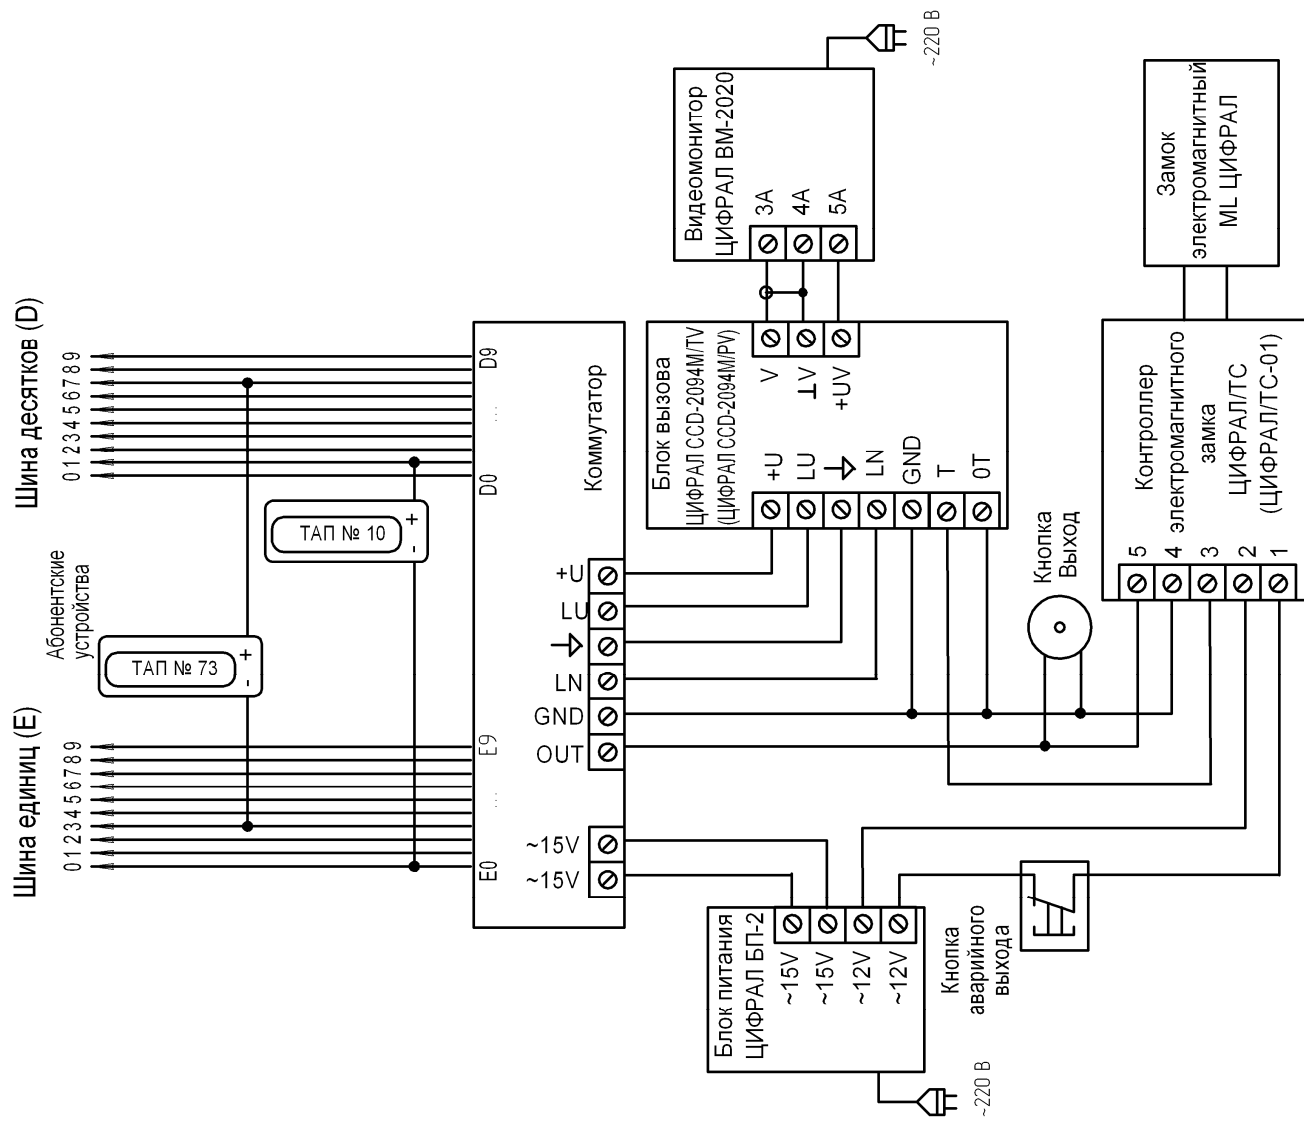 Шина десятков (D)
0 1 2 3 4 5 6 7 8 9
D9
...
D0
Абонентские
устройства
ТАП № 10
+
-
ТАП № 73
+
-
Шина единиц (E)
0 1 2 3 4 5 6 7 8 9
E9
...
E0
Коммутатор
+U
LU
LN
GND
OUT
~15V
~15V
Видеомонитор
ЦИФРАЛ ВМ-2020
3А
4А
5А
~220 В
Блок вызова
ЦИФРАЛ CCD-2094M/TV
(ЦИФРАЛ CCD-2094M/PV)
V
⊥V
+UV
+U
LU
LN
GND
T
0T
Замок
электромагнитный
ML ЦИФРАЛ
Контроллер
электромагнитного
замка
ЦИФРАЛ/ТС
(ЦИФРАЛ/ТС-01)
5
4
3
2
1
Кнопка
Выход
Блок питания
ЦИФРАЛ БП-2
~15V
~15V
~12V
~12V
~220 В
Кнопка
аварийного
выхода